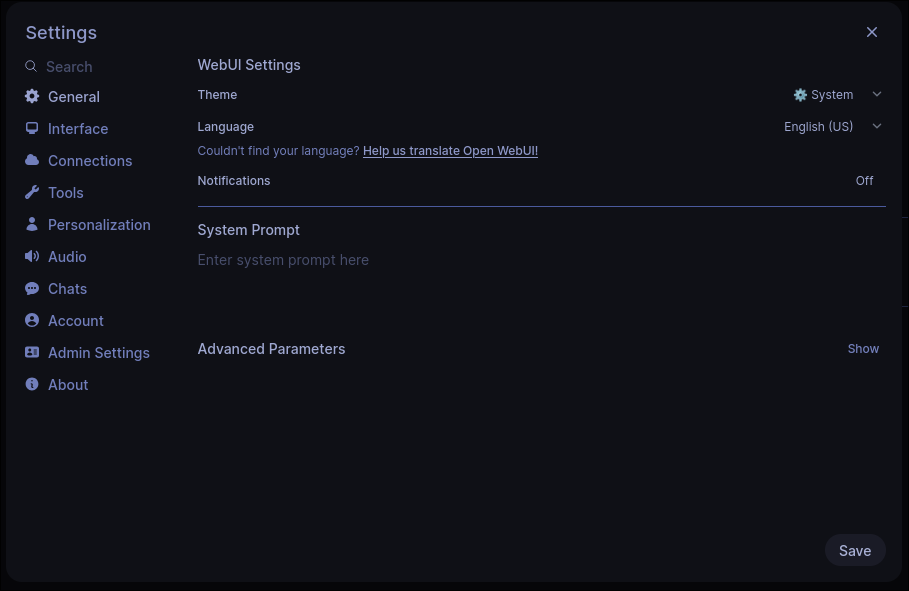 Settings
Search
General
Interface
Connections
Tools
Personalization
Audio
Chats
Account
Admin Settings
About
WebUI Settings
Theme
System
Language
English (US)
Couldn't find your language? Help us translate Open WebUI!
Notifications
Off
System Prompt
Enter system prompt here
Advanced Parameters
Show
Save